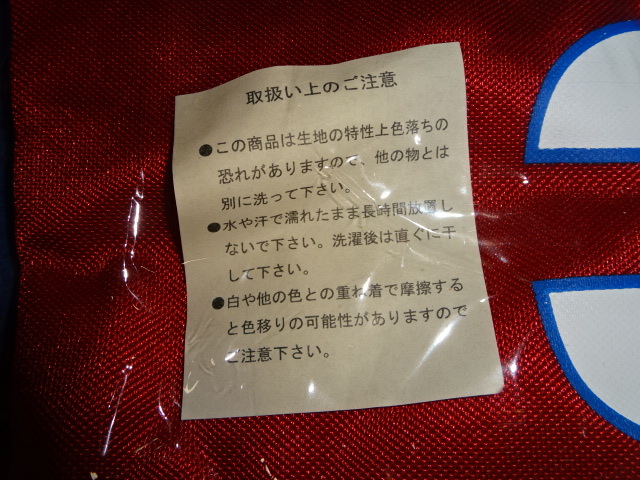 取扱い上のご注意
●この商品は生地の特性上色落ちの
恐れがありますので、他の物とは
別に洗って下さい。
●水や汗で濡れたまま長時間放置し
ないで下さい。洗濯後は直ぐに干
して下さい。
●白や他の色との重ね着で摩擦する
と色移りの可能性がありますので
ご注意下さい。